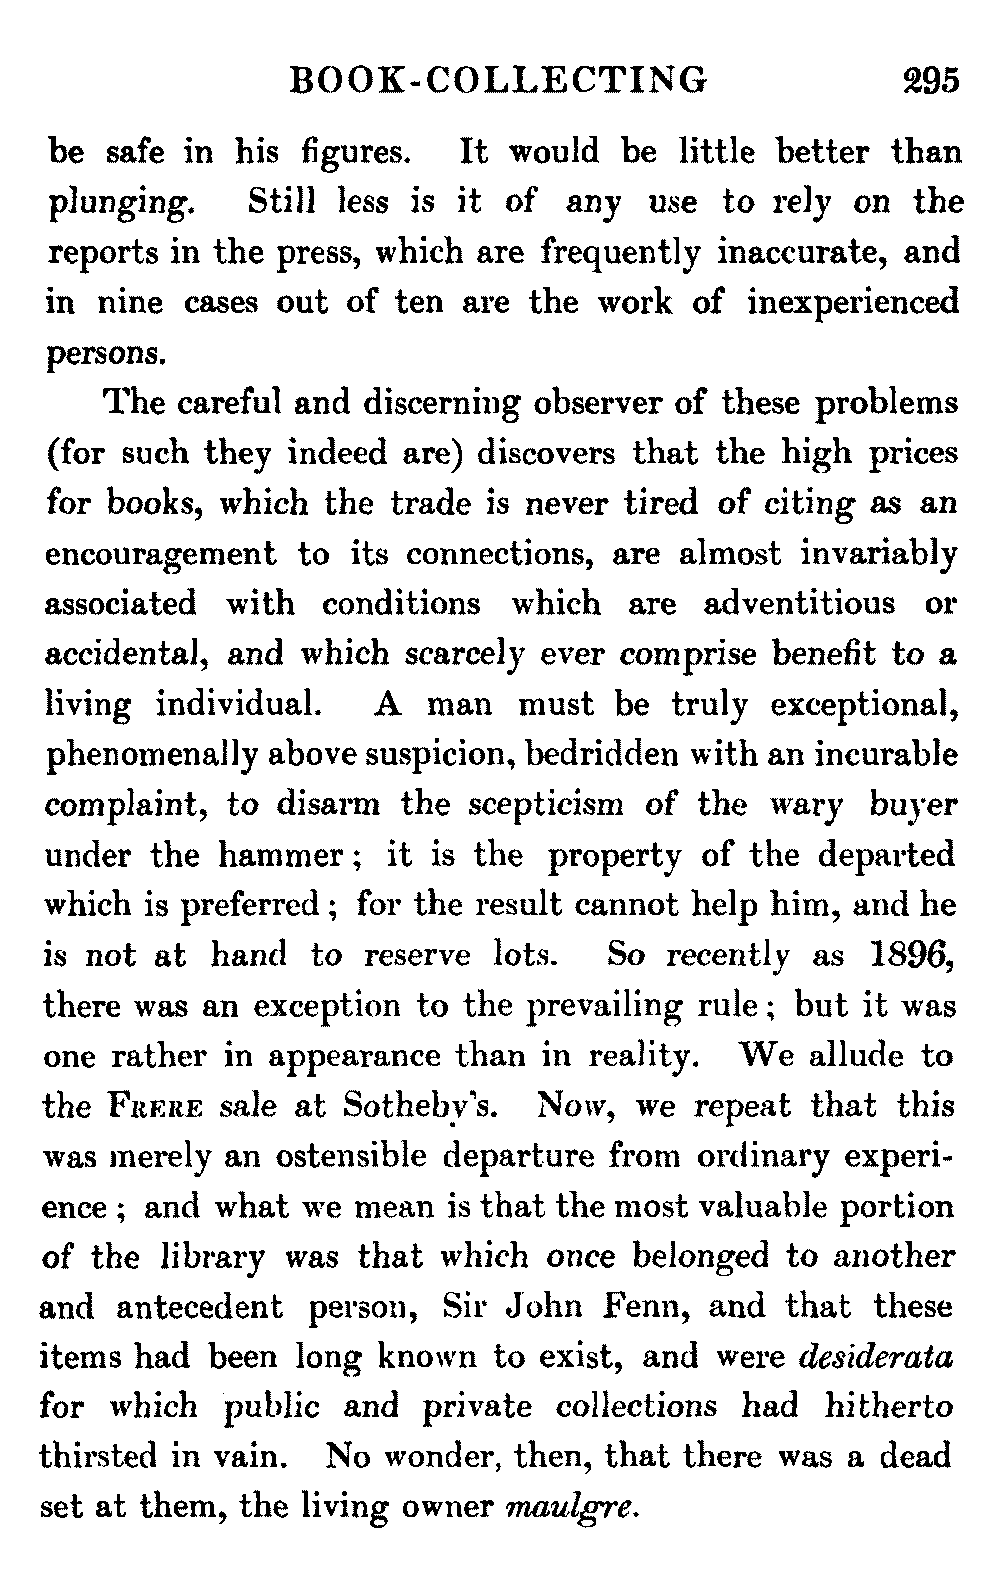 BOOK-COLLECTING 295
be safe in his figures. It would be little better than
plunging. Still less is it of any use to rely on the
reports in the press, which are frequently inaccurate, and
in nine cases out of ten are the work of inexperienced
persons.
The careful and discerning observer of these problems
(for such they indeed are) discovers that the high prices
for books, which the trade is never tired of citing as an
encouragement to its connections, are almost invariably
associated with conditions which are adventitious or
accidental, and which scarcely ever comprise benefit to a
living individual. A man must be truly exceptional,
phenomenally above suspicion, bedridden with an incurable
complaint, to disarm the scepticism of the wary buyer
under the hammer; it is the property of the departed
which is preferred; for the result cannot help him, and he
is not at hand to reserve lots. So recently as 1896,
there was an exception to the prevailing rule; but it was
one rather in appearance than in reality. We allude to
the FRERE sale at Sotheby's. Now, we repeat that this
was merely an ostensible departure from ordinary experi-
ence; and what we mean is that the most valuable portion
of the library was that which once belonged to another
and antecedent person, Sir John Fenn, and that these
items had been long known to exist, and were desiderata
for which public and private collections had hitherto
thirsted in vain. No wonder, then, that there was a dead
set at them, the living owner maulgre.